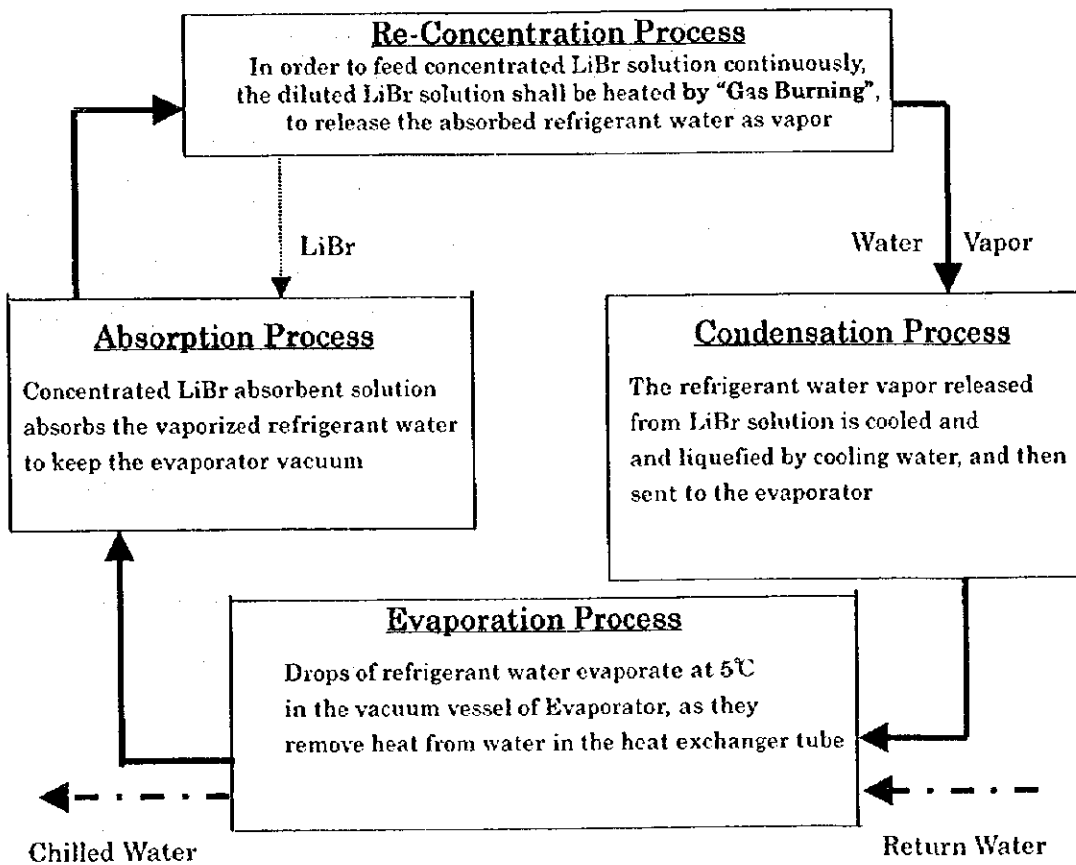 Re-Concentration Process
In order to feed concentrated LiBr solution continuously,
the diluted LiBr solution shall be heated by “Gas Burning”,
to release the absorbed refrigerant water as vapor
LiBr
Water Vapor
Absorption Process
Concentrated LiBr absorbent solution
absorbs the vaporized refrigerant water
to keep the evaporator vacuum
Condensation Process
The refrigerant water vapor released
from LiBr solution is cooled and
and liquefied by cooling water, and then
sent to the evaporator
Evaporation Process
Drops of refrigerant water evaporate at 5℃
in the vacuum vessel of Evaporator, as they
remove heat from water in the heat exchanger tube
Chilled Water
Return Water